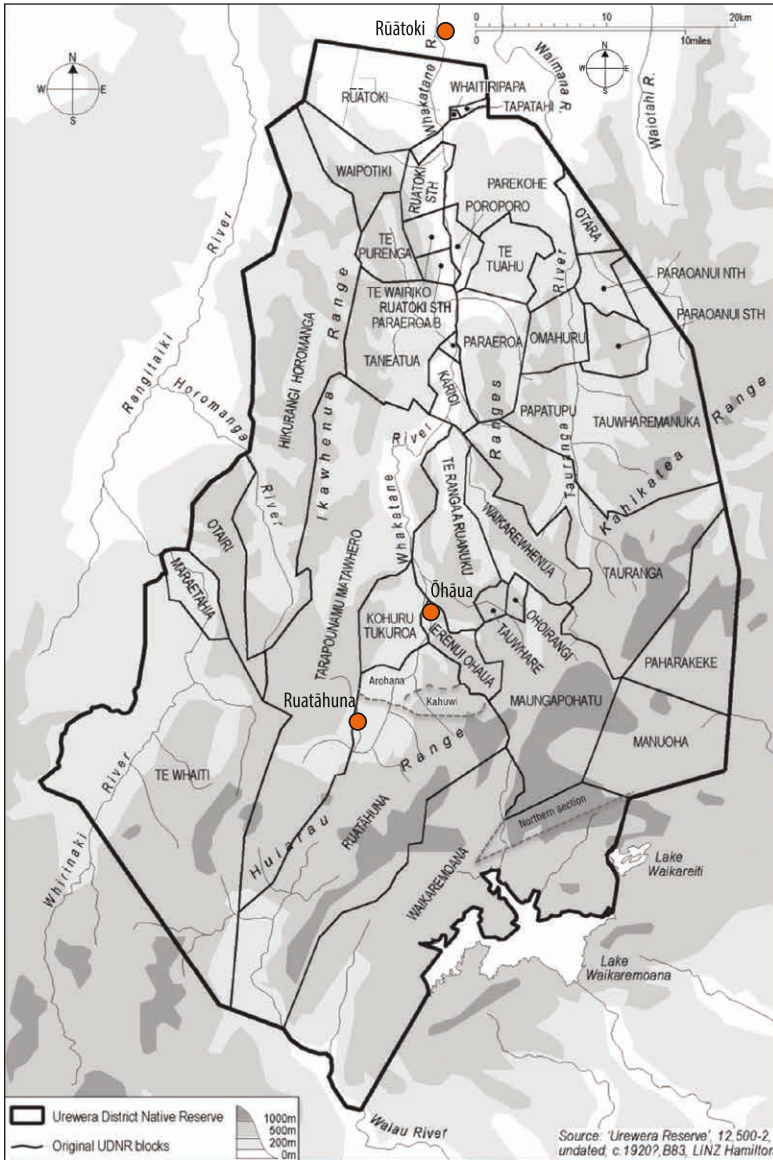 Rūātoki
0 10 20km
0 10miles
N
W E
S
N
W E
S
Whakatane R.
Waimana R.
Waiotahi R.
RŪĀTOKI
WHAITIRIPAPA
TAPATAHI
WAIPOTIKI
RUATOKI
STH
PAREKOHE
POROPORO
OTARA
TE
PURENGA
TE
TUAHU
River
PARAOANUI NTH
PARAOANUI STH
TE WAIRIKO
RUATOKI STH
PARAEROA B
TANEATUA
PARAEROA
OMAHURU
KARIOI
PAPATUPU
TAUWHAREMANUKA
Range
Rangitaiki
River
Horomanga
River
HIKURANGI HOROMANGA
Ikawhenua
Range
River
Whakatane
TE RANGAARUANUKU
Ranges
Tauranga
Kahikatea
WAIKAREWHENUA
TAURANGA
OTAIRI
MARAETAHIA
TARAPOUNAMU MATAWHERO
Ōhāua
KOHURU
TUKUROA
IERENUI OHAUA
TAUWHARE
OHOIRANGI
PAHARAKEKE
Arohana
Kahuwi
Ruatāhuna
MAUNGAPOHATU
MANUOHA
Range
Huiarau
TE WHAITI
River
Whirinaki
RUATĀHUNA
WAIKAREMOANA
Northern section
Lake
Waikareiti
Lake
Waikaremoana
Waiau River
Urewera District Native Reserve
Original UDNR blocks
1000m
500m
200m
0m
Source: 'Urewera Reserve', 12,500-2,
undated, c.1920?,B83, LINZ Hamilton